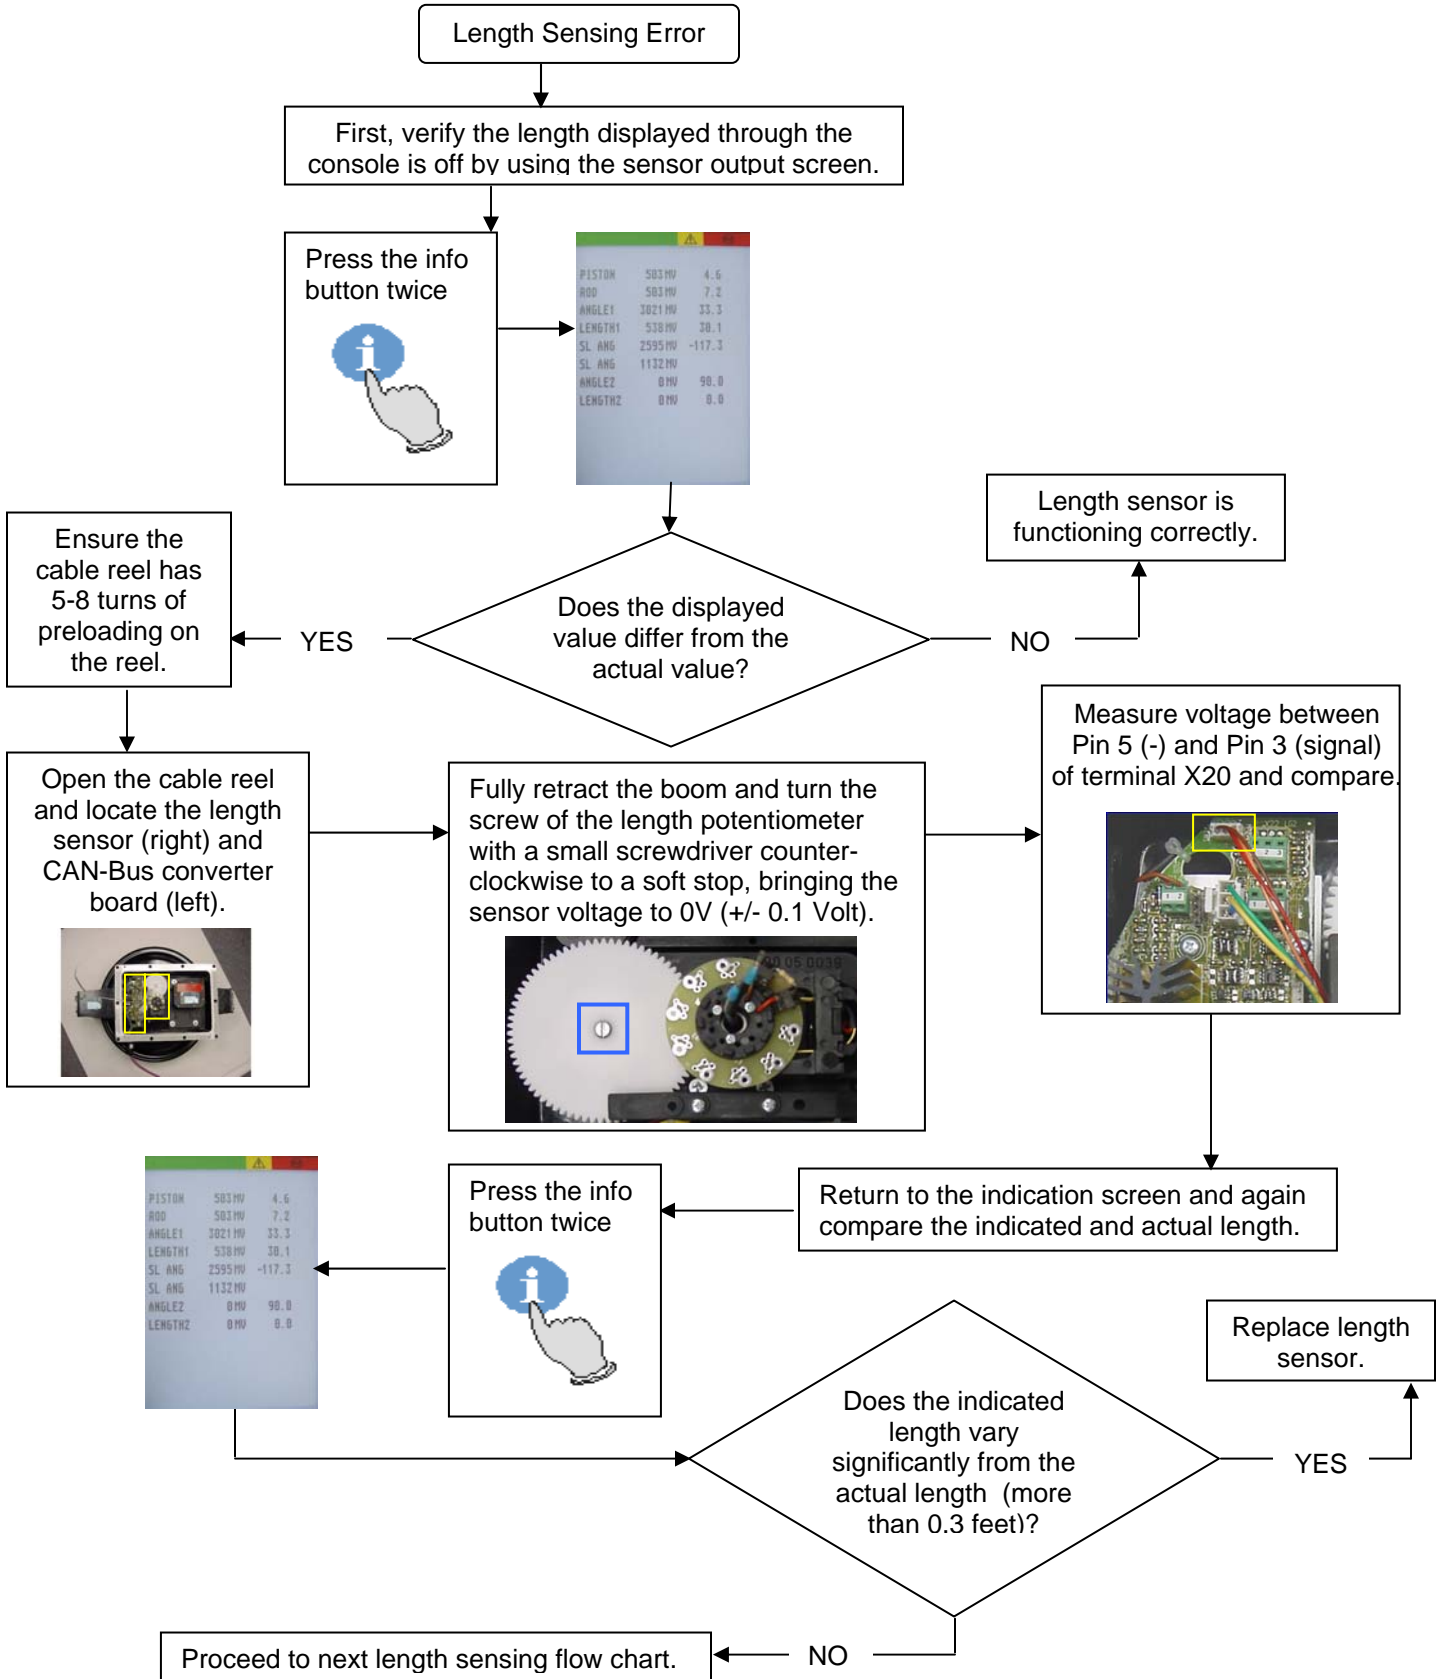 Length Sensing Error
First, verify the length displayed through the
console is off by using the sensor output screen.
Press the info
button twice
PISTON 503 MV 4.6
ROD 503 MV 7.2
ANGLE1 3021 MV 33.3
LENGTH1 538 MV 30.1
SL ANG 2595 MV -117.3
SL ANG 1132 MV
ANGLE2 0 MV 90.0
LENGTH2 0 MV 0.0
Length sensor is
functioning correctly.
Ensure the
cable reel has
5-8 turns of
preloading on
the reel.
YES
Does the displayed
value differ from the
actual value?
NO
Open the cable reel
and locate the length
sensor (right) and
CAN-Bus converter
board (left).
Fully retract the boom and turn the
screw of the length potentiometer
with a small screwdriver counter-
clockwise to a soft stop, bringing the
sensor voltage to 0V (+/- 0.1 Volt).
Measure voltage between
Pin 5 (-) and Pin 3 (signal)
of terminal X20 and compare.
PISTON 503 MV 4.6
ROD 503 MV 7.2
ANGLE1 3021 MV 33.3
LENGTH1 538 MV 30.1
SL ANG 2595 MV -117.3
SL ANG 1132 MV
ANGLE2 0 MV 90.0
LENGTH2 0 MV 0.0
Press the info
button twice
Return to the indication screen and again
compare the indicated and actual length.
Does the indicated
length vary
significantly from the
actual length (more
than 0.3 feet)?
YES
Replace length
sensor.
NO
Proceed to next length sensing flow chart.